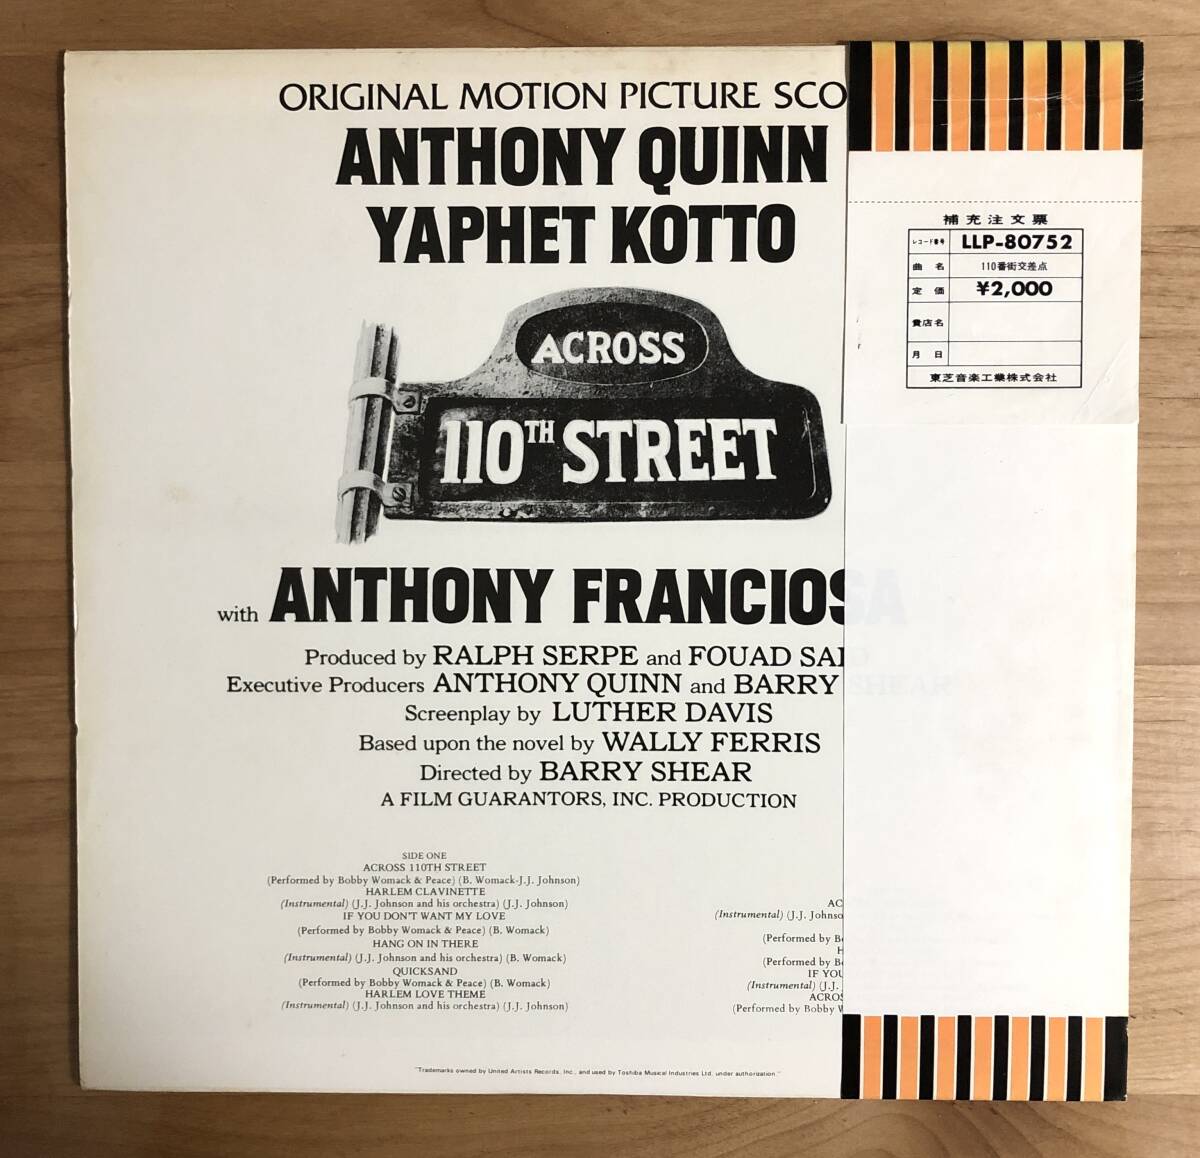 ORIGINAL MOTION PICTURE SCO
ANTHONY QUINN
YAPHET KOTTO
ACROSS
110TH STREET
with ANTHONY FRANCIOSA
Produced by RALPH SERPE and FOUAD SAID
Executive Producers ANTHONY QUINN and BARRY SHEAR
Screenplay by LUTHER DAVIS
Based upon the novel by WALLY FERRIS
Directed by BARRY SHEAR
A FILM GUARANTORS, INC. PRODUCTION
SIDE ONE
ACROSS 110TH STREET
(Performed by Bobby Womack & Peace) (B. Womack-J.J. Johnson)
HARLEM CLAVINETTE
(Instrumental) (J.J. Johnson and his orchestra) (J.J. Johnson)
IF YOU DON'T WANT MY LOVE
(Performed by Bobby Womack & Peace) (B. Womack)
HANG ON IN THERE
(Instrumental) (J.J. Johnson and his orchestra) (B. Womack)
QUICKSAND
(Performed by Bobby Womack & Peace) (B. Womack)
HARLEM LOVE THEME
(Instrumental) (J.J. Johnson and his orchestra) (J.J. Johnson)
AC
(Instrumental) (J.J. Johnso
(Performed by B
H
(Performed by B
IF YOU
(Instrumental) (J.J.
ACROS
(Performed by Bobby W
"Trademarks owned by United Artists Records, Inc., and used by Toshiba Musical Industries Ltd. under authorization."
補充注文票
レコード番号 LLP-80752
曲名 110番街交差点
定価 ¥2,000
貴店名
月日
東芝音楽工業株式会社